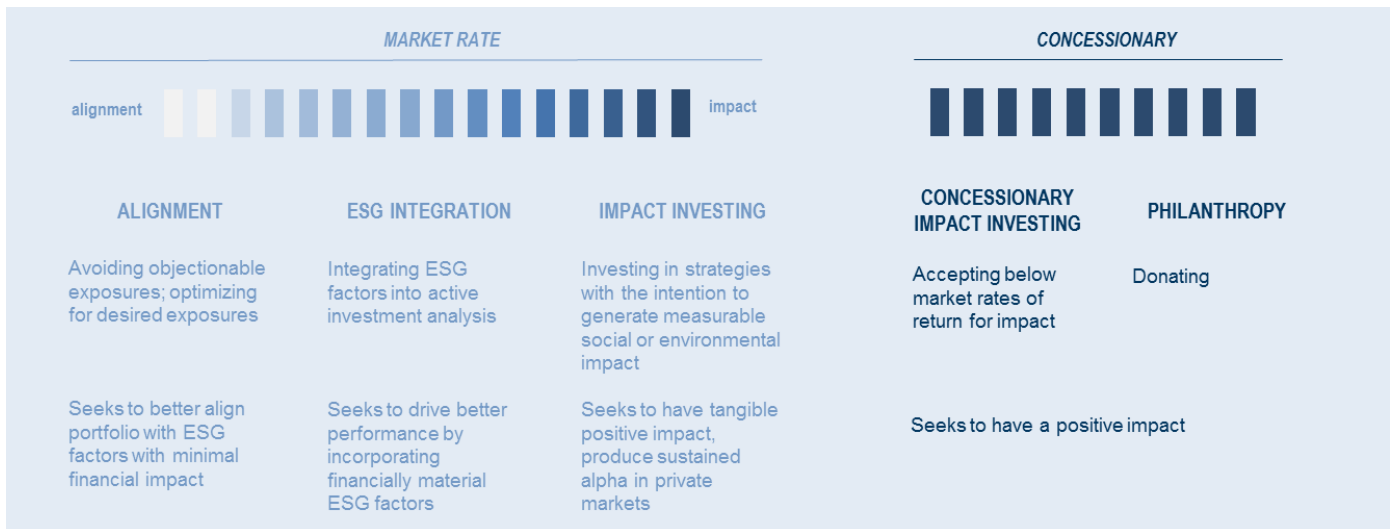 MARKET RATE
CONCESSIONARY
alignment
impact
ALIGNMENT
Avoiding objectionable
exposures; optimizing
for desired exposures
Seeks to better align
portfolio with ESG
factors with minimal
financial impact
ESG INTEGRATION
Integrating ESG
factors into active
investment analysis
Seeks to drive better
performance by
incorporating
financially material
ESG factors
IMPACT INVESTING
Investing in strategies
with the intention to
generate measurable
social or environmental
impact
Seeks to have tangible
positive impact,
produce sustained
alpha in private
markets
CONCESSIONARY
IMPACT INVESTING
Accepting below
market rates of
return for impact
PHILANTHROPY
Donating
Seeks to have a positive impact